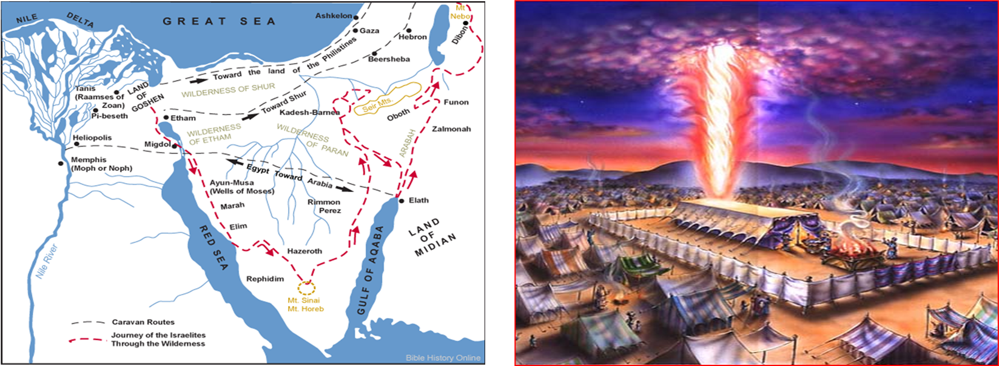 NILE DELTA
GREAT SEA
Ashkelon
Gaza
Hebron
Beersheba
Mt
Nebo
Dibon
Toward the land of the Philistines
WILDERNESS OF SHUR
Toward Shur
Tanis
(Raamses of
Zoan)
LAND
OF
GOSHEN
Pi-beseth
Etham
Kadesh-Barnea
Seir Mts.
Oboth
Funon
Zalmonah
WILDERNESS
OF ETHAM
WILDERNESS
OF PARAN
ARABAH
Heliopolis
Migdol
Memphis
(Moph or Noph)
Egypt Toward Arabia
Ayun-Musa
(Wells of Moses)
Marah
Elim
Rimmon
Perez
Elath
LAND
OF
MIDIAN
RED SEA
Hazeroth
GULF OF AQABA
Nile River
Rephidim
Mt. Sinai
Mt. Horeb
Caravan Routes
Journey of the Israelites
Through the Wilderness
Bible History Online